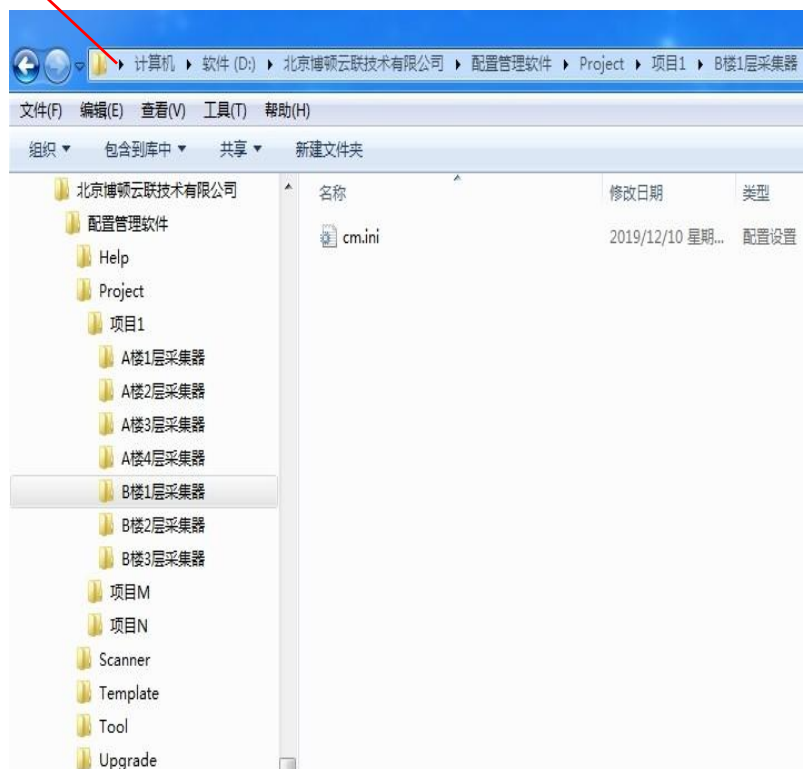 计算机 软件 (D:) 北京博顿云联技术有限公司 配置管理软件 Project 项目1 B楼1层采集器
文件(F) 编辑(E) 查看(V) 工具(T) 帮助(H)
组织 包含到库中 共享 新建文件夹
北京博顿云联技术有限公司
配置管理软件
Help
Project
项目1
A楼1层采集器
A楼2层采集器
A楼3层采集器
A楼4层采集器
B楼1层采集器
B楼2层采集器
B楼3层采集器
项目M
项目N
Scanner
Template
Tool
Upgrade
名称 修改日期 类型
cm.ini 2019/12/10 星期... 配置设置